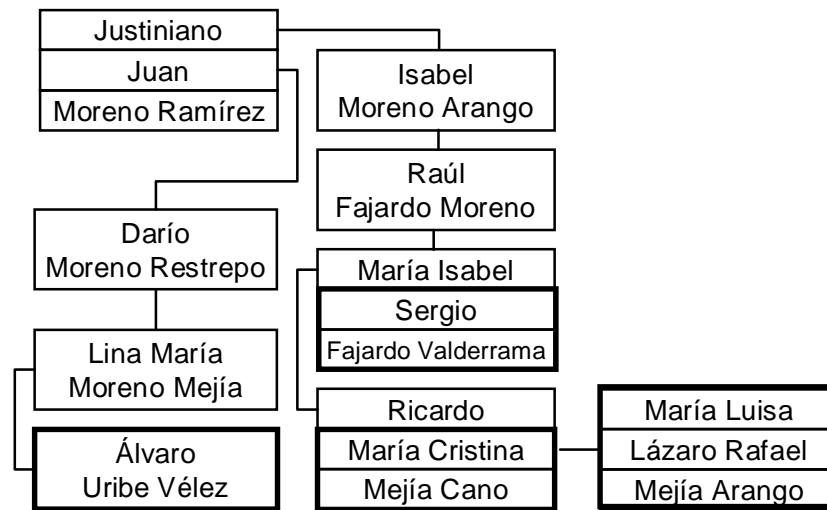 Justiniano
Juan
Moreno Ramírez
Isabel
Moreno Arango
Raúl
Fajardo Moreno
Darío
Moreno Restrepo
María Isabel
Sergio
Fajardo Valderrama
Lina María
Moreno Mejía
Álvaro
Uribe Vélez
Ricardo
María Cristina
Mejía Cano
María Luisa
Lázaro Rafael
Mejía Arango